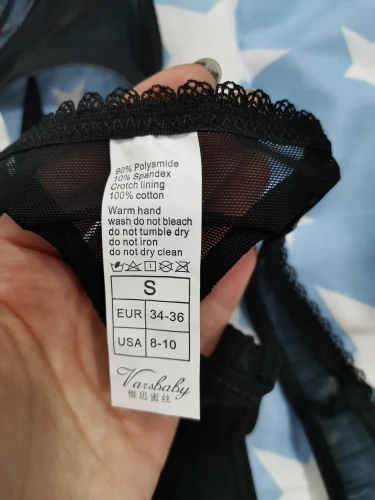 90% Polyamide
10% Spandex
Crotch lining
100% cotton
Warm hand
wash do not bleach
do not tumble dry
do not iron
do not dry clean
S
EUR 34-36
USA 8-10
Varsbaby
惟思蜜丝